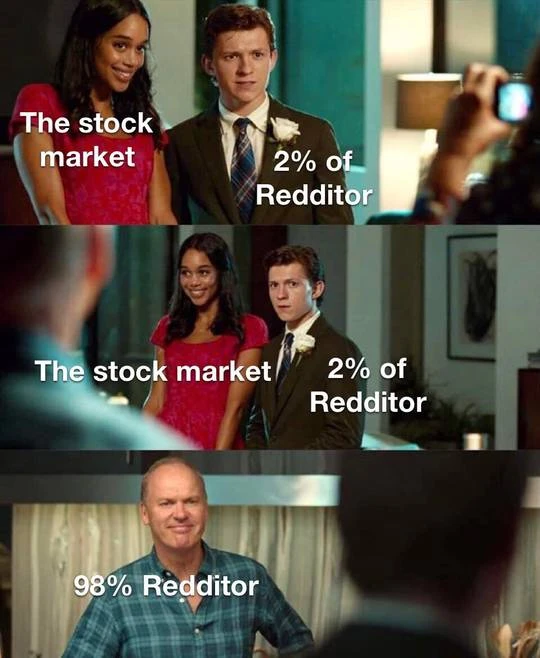 The stock
market
2% of
Redditor
The stock market
2% of
Redditor
98% Redditor